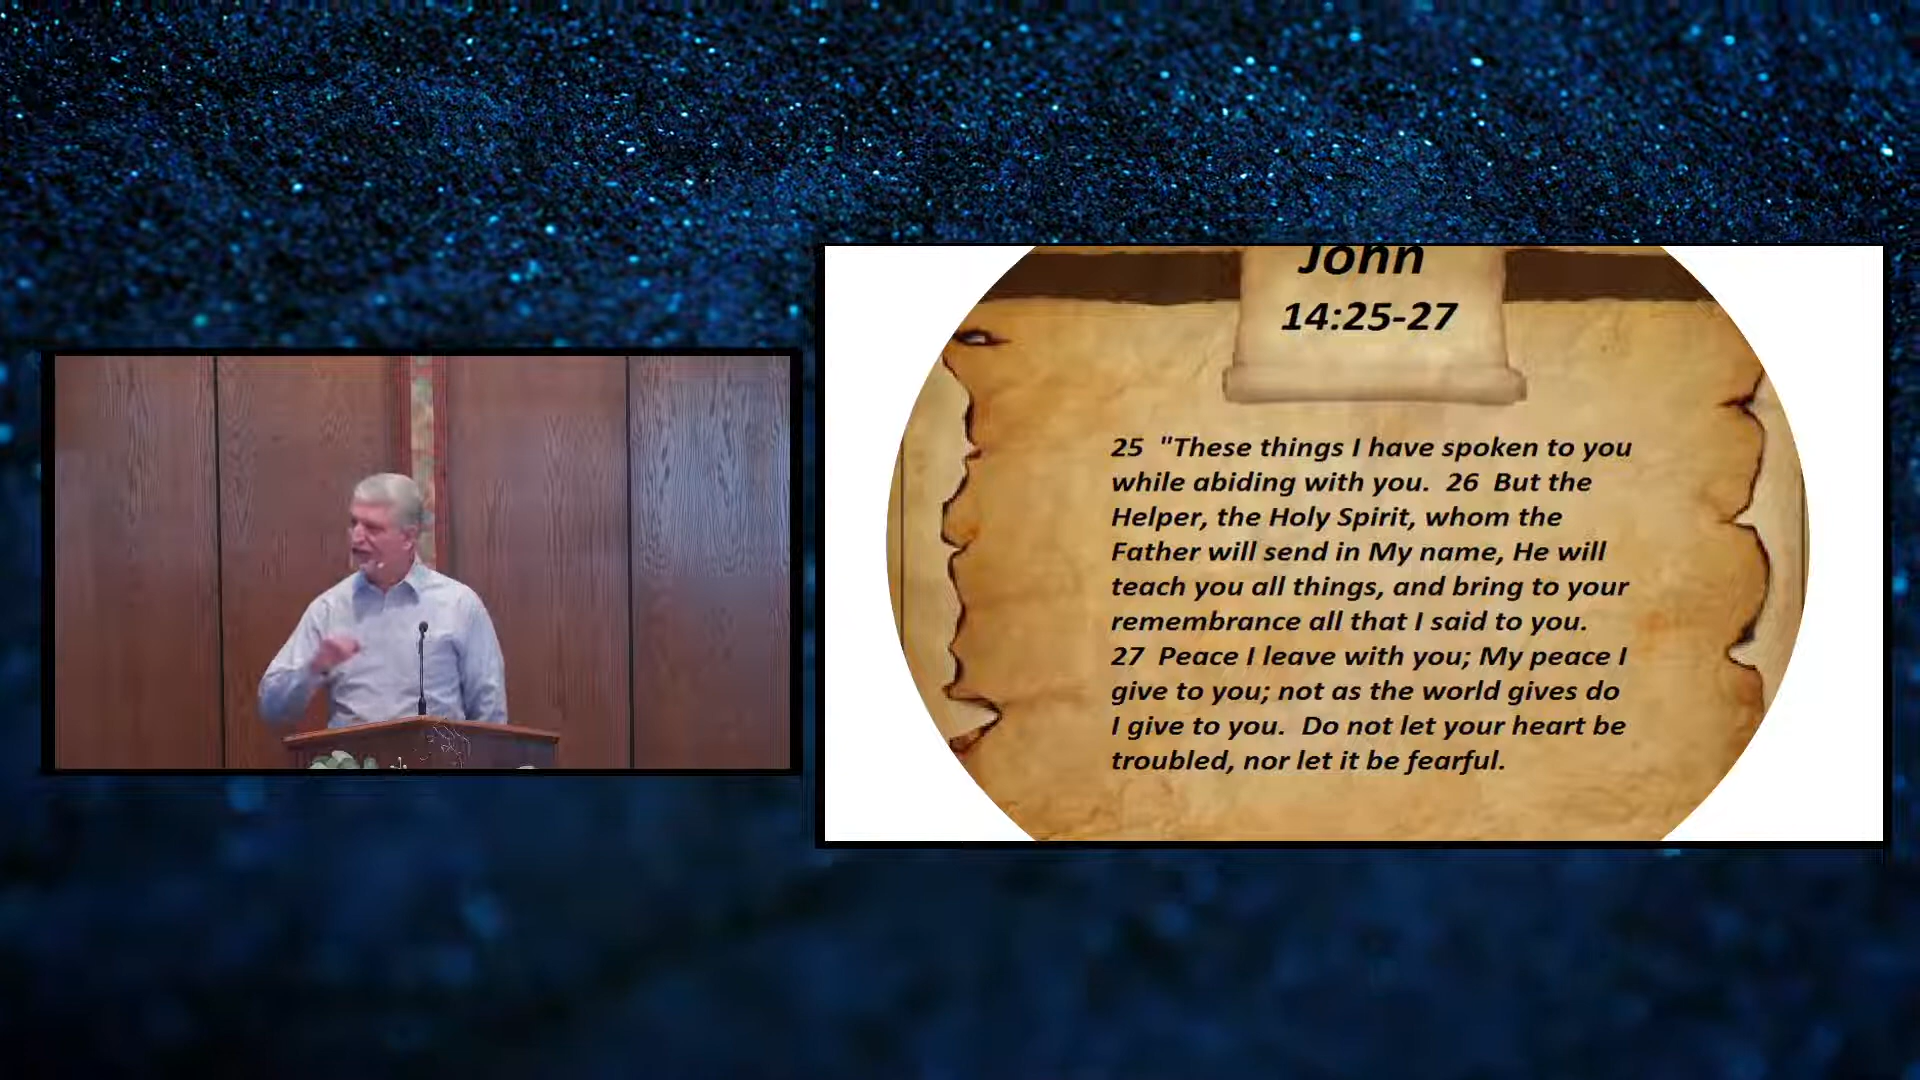 John
14:25-27
25 "These things I have spoken to you
while abiding with you. 26 But the
Helper, the Holy Spirit, whom the
Father will send in My name, He will
teach you all things, and bring to your
remembrance all that I said to you.
27 Peace I leave with you; My peace I
give to you; not as the world gives do
I give to you. Do not let your heart be
troubled, nor let it be fearful.